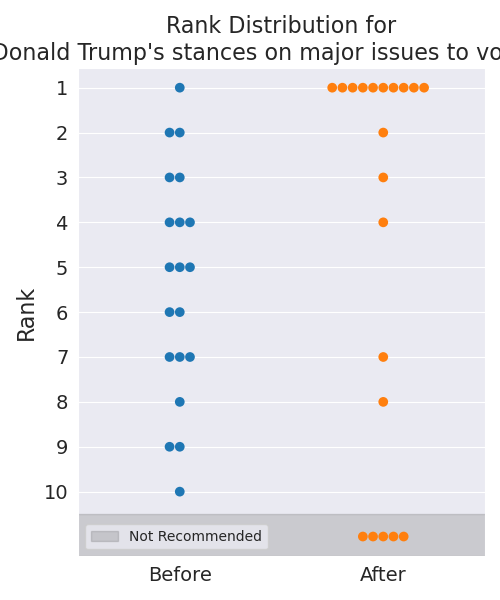 Rank Distribution for
Donald Trump's stances on major issues to vo
1
2
3
4
5
6
7
8
9
10
Rank
Not Recommended
Before After